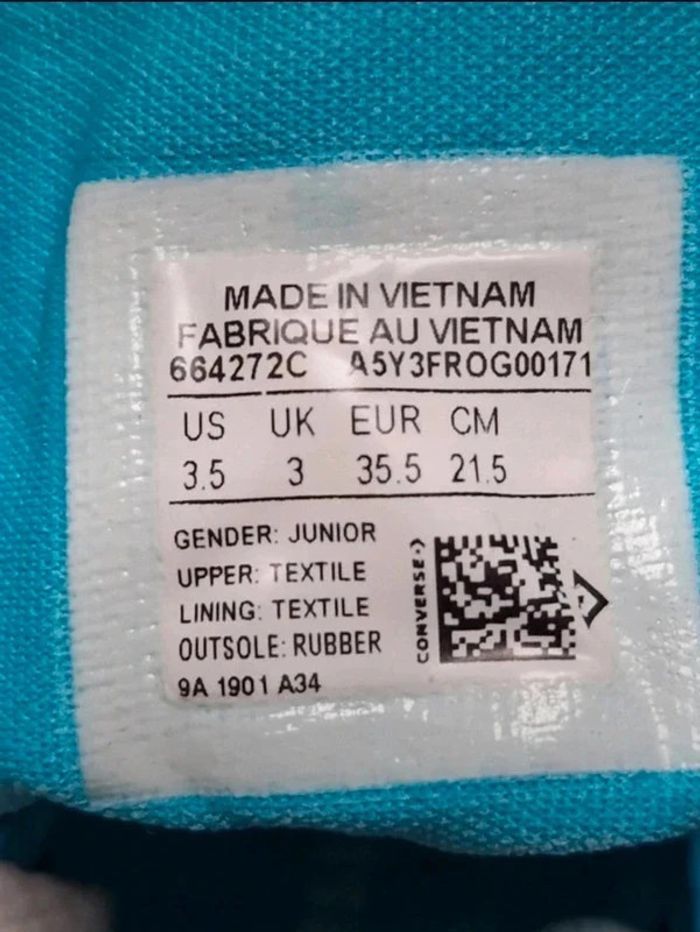 MADE IN VIETNAM
FABRIQUE AU VIETNAM
664272C A5Y3FROG00171
US UK EUR CM
3.5 3 35.5 21.5
GENDER: JUNIOR
UPPER: TEXTILE
LINING: TEXTILE
OUTSOLE: RUBBER
9A 1901 A34
CONVERSE